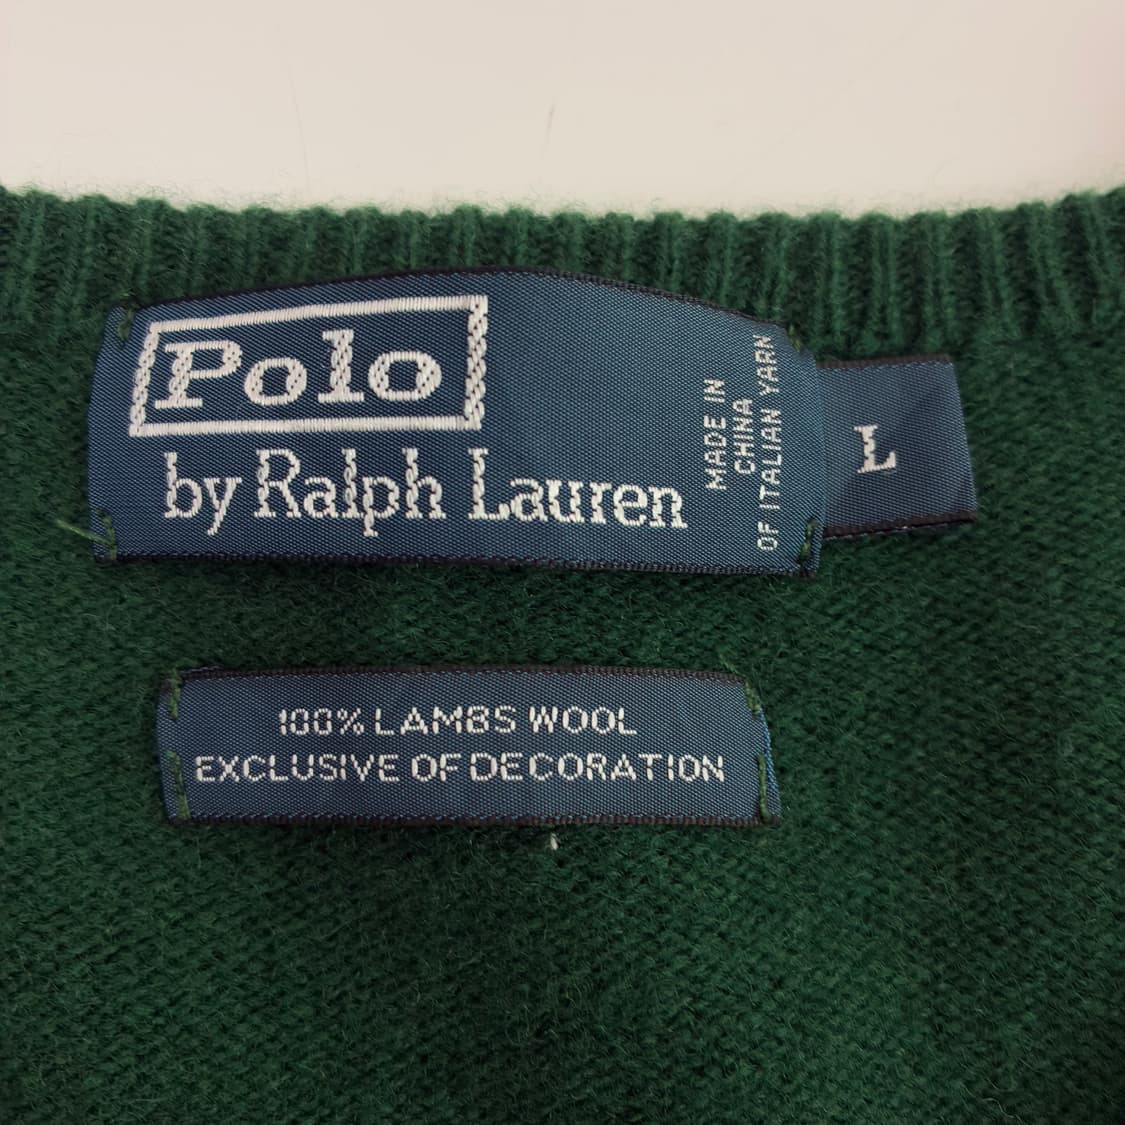 Polo
by Ralph Lauren
MADE IN
CHINA
OF ITALIAN YARN
L
100% LAMBS WOOL
EXCLUSIVE OF DECORATION